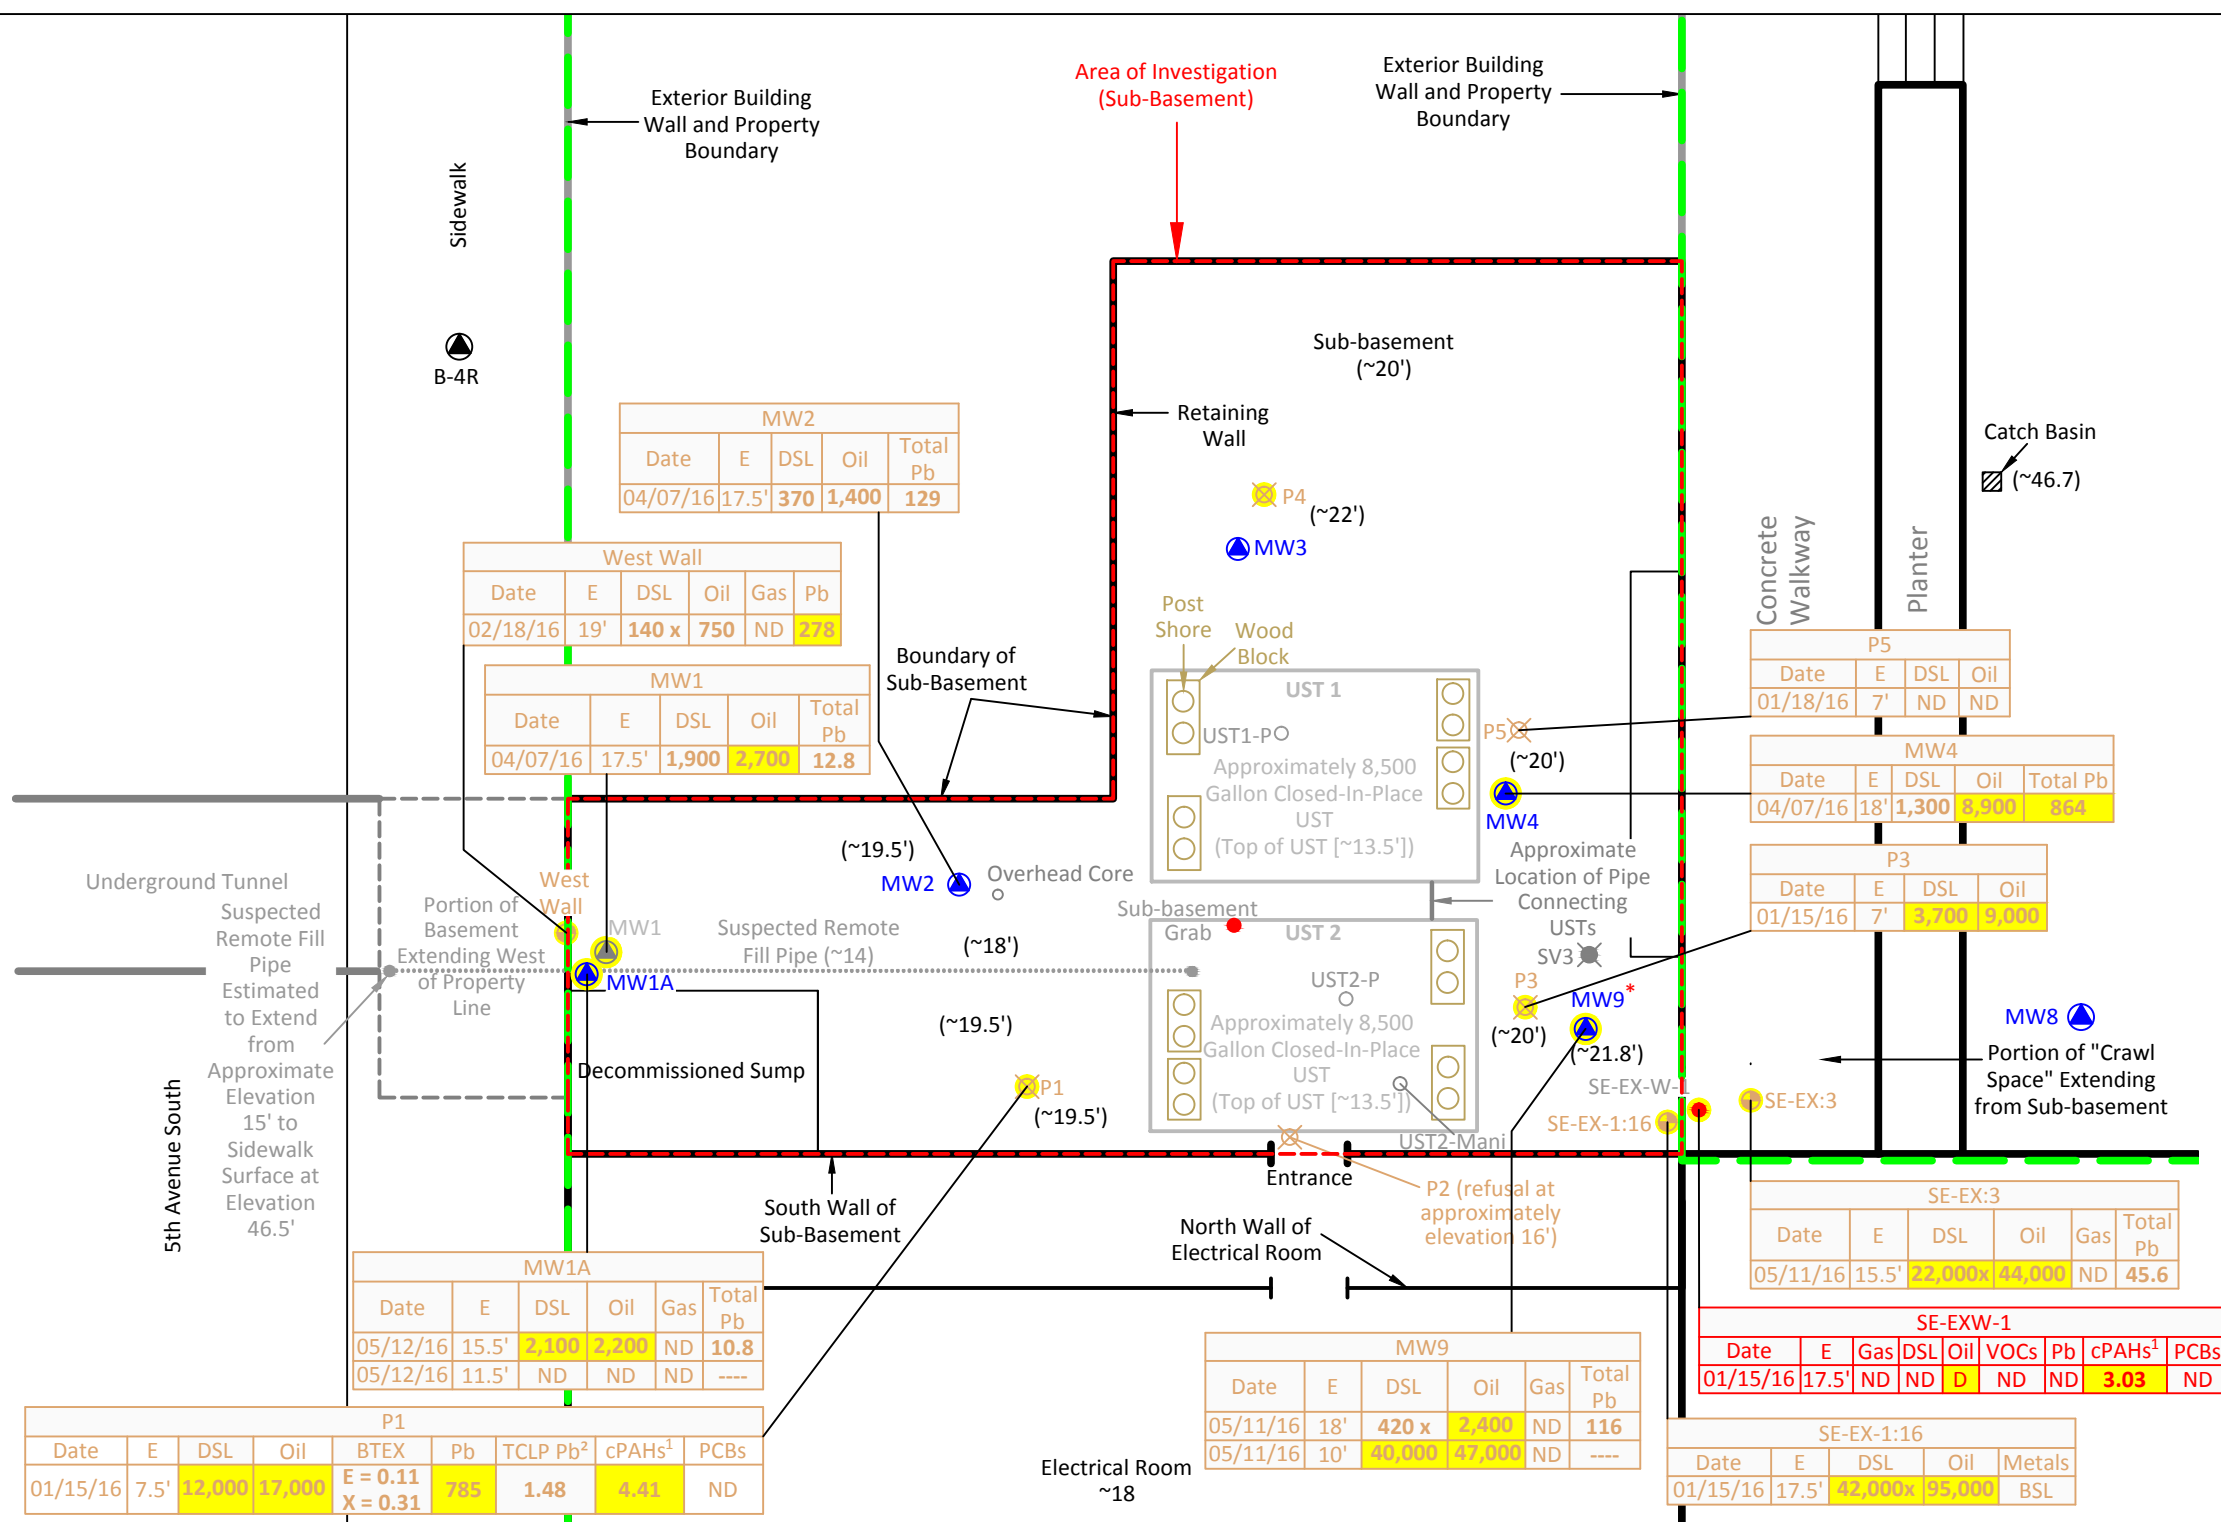 Exterior Building
Wall and Property
Boundary
Area of Investigation
(Sub-Basement)
Exterior Building
Wall and Property
Boundary
Sidewalk
B-4R
Sub-basement
(~20')
Retaining
Wall
Catch Basin
(~46.7)
MW2
Date E DSL Oil Total Pb
04/07/16 17.5' 370 1,400 129
P4
(~22')
MW3
Concrete
Walkway
Planter
West Wall
Date E DSL Oil Gas Pb
02/18/16 19' 140 x 750 ND 278
Post
Shore
Wood
Block
Boundary of
Sub-Basement
MW1
Date E DSL Oil Total Pb
04/07/16 17.5' 1,900 2,700 12.8
UST 1
UST1-P
Approximately 8,500
Gallon Closed-In-Place
UST
(Top of UST [~13.5'])
P5
(~20')
MW4
P5
Date E DSL Oil
01/18/16 7' ND ND
MW4
Date E DSL Oil Total Pb
04/07/16 18' 1,300 8,900 864
P3
Date E DSL Oil
01/15/16 7' 3,700 9,000
Approximate
Location of Pipe
Connecting
USTs
SV3
(~19.5')
MW2
Overhead Core
Underground Tunnel
Suspected
Remote Fill
Pipe
Estimated
to Extend
from
Approximate
Elevation
15' to
Sidewalk
Surface at
Elevation
46.5'
Portion of
Basement
Extending West
of Property
Line
West
Wall
MW1
MW1A
Suspected Remote
Fill Pipe (~14)
(~18')
Sub-basement
Grab
UST 2
UST2-P
Approximately 8,500
Gallon Closed-In-Place
UST
(Top of UST [~13.5'])
UST2-Mani
P3
(~20')
MW9*
(~21.8')
MW8
Portion of "Crawl
Space" Extending
from Sub-basement
(~19.5')
Decommissioned Sump
P1
(~19.5')
SE-EX-W-1
SE-EX-1:16
SE-EX:3
5th Avenue South
South Wall of
Sub-Basement
Entrance
P2 (refusal at
approximately
elevation 16')
North Wall of
Electrical Room
SE-EX:3
Date E DSL Oil Gas Total Pb
05/11/16 15.5' 22,000x 44,000 ND 45.6
MW1A
Date E DSL Oil Gas Total Pb
05/12/16 15.5' 2,100 2,200 ND 10.8
05/12/16 11.5' ND ND ND ----
SE-EXW-1
Date E Gas DSL Oil VOCs Pb cPAHs¹ PCBs
01/15/16 17.5' ND ND D ND ND 3.03 ND
MW9
Date E DSL Oil Gas Total Pb
05/11/16 18' 420 x 2,400 ND 116
05/11/16 10' 40,000 47,000 ND ----
P1
Date E DSL Oil BTEX Pb TCLP Pb² cPAHs¹ PCBs
01/15/16 7.5' 12,000 17,000 E = 0.11 X = 0.31 785 1.48 4.41 ND
SE-EX-1:16
Date E DSL Oil Metals
01/15/16 17.5' 42,000x 95,000 BSL
Electrical Room
~18